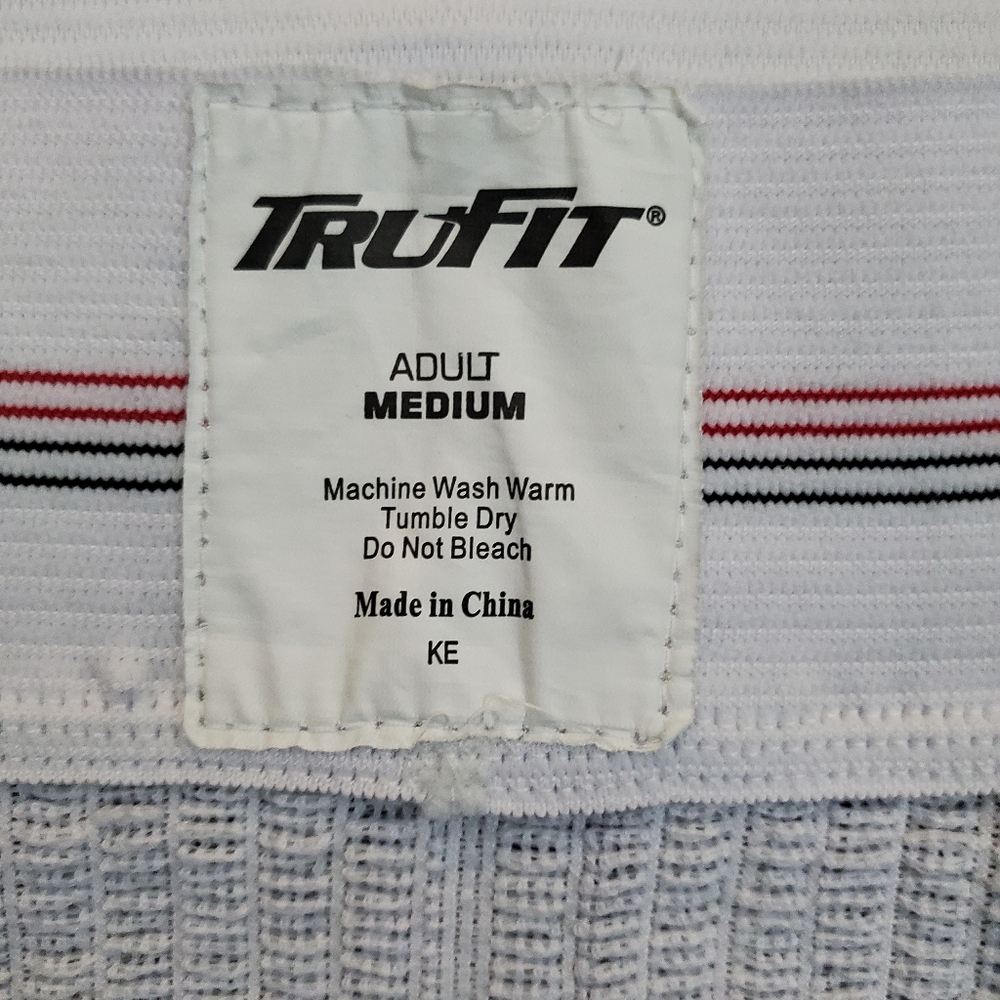 TRUFIT®
ADULT
MEDIUM
Machine Wash Warm
Tumble Dry
Do Not Bleach
Made in China
KE